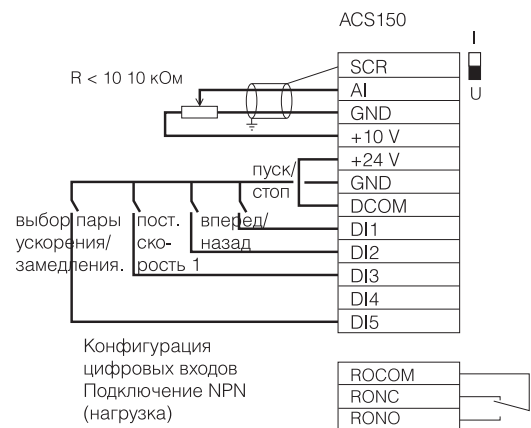 ACS150
I
SCR
R < 10 10 кОм
AI
U
GND
+10 V
+24 V
пуск/
стоп
GND
DCOM
выбор пары
ускорения/
замедления.
пост.
ско-
рость 1
вперед/
назад
DI1
DI2
DI3
DI4
DI5
Конфигурация
цифровых входов
Подключение NPN
(нагрузка)
ROCOM
RONC
RONO